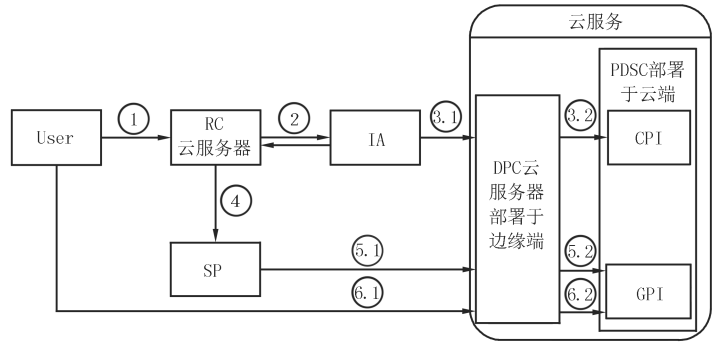 云服务
PDSC部署
于云端
User
①
RC
云服务器
②
IA
3.1
DPC云
服务器
部署于
边缘端
3.2
CPI
④
SP
5.1
5.2
6.1
6.2
GPI